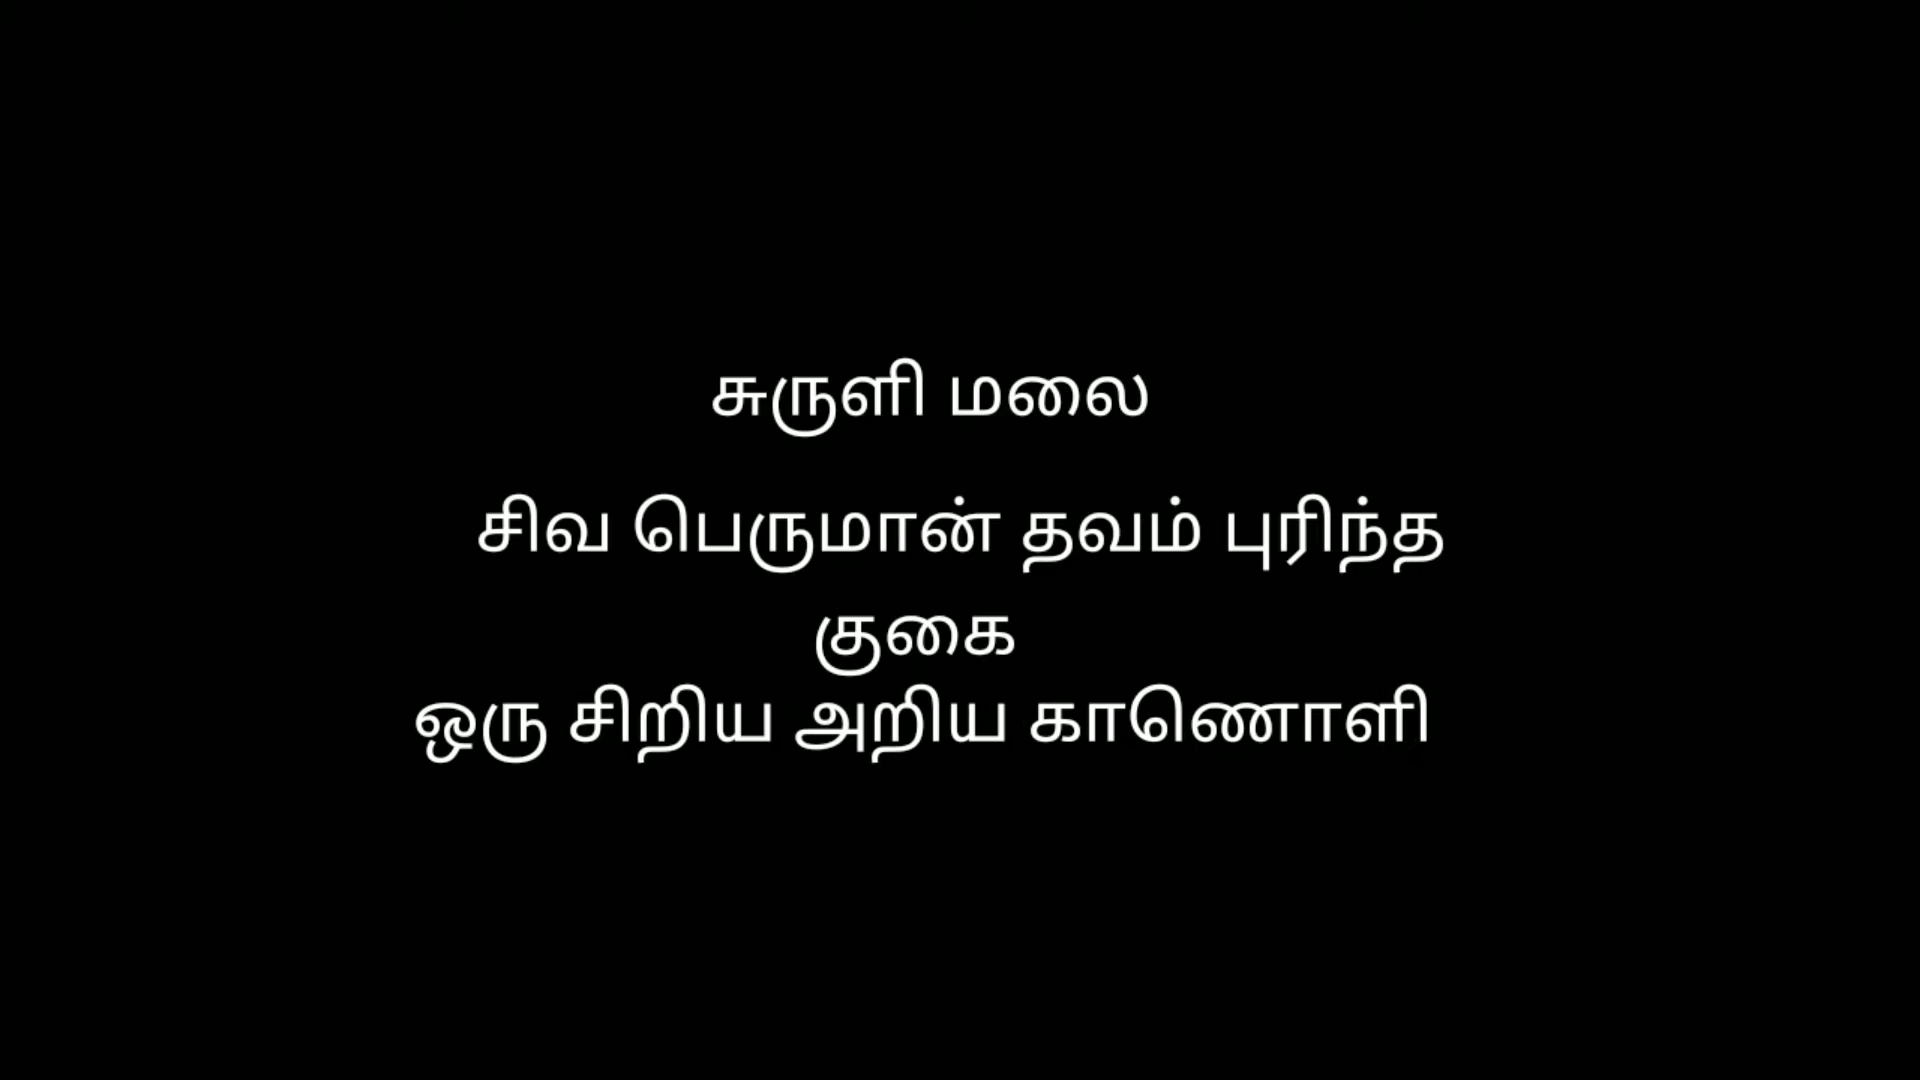 சுருளி மலை
சிவ பெருமான் தவம் புரிந்த
குகை
ஒரு சிறிய அறிய காணொளி